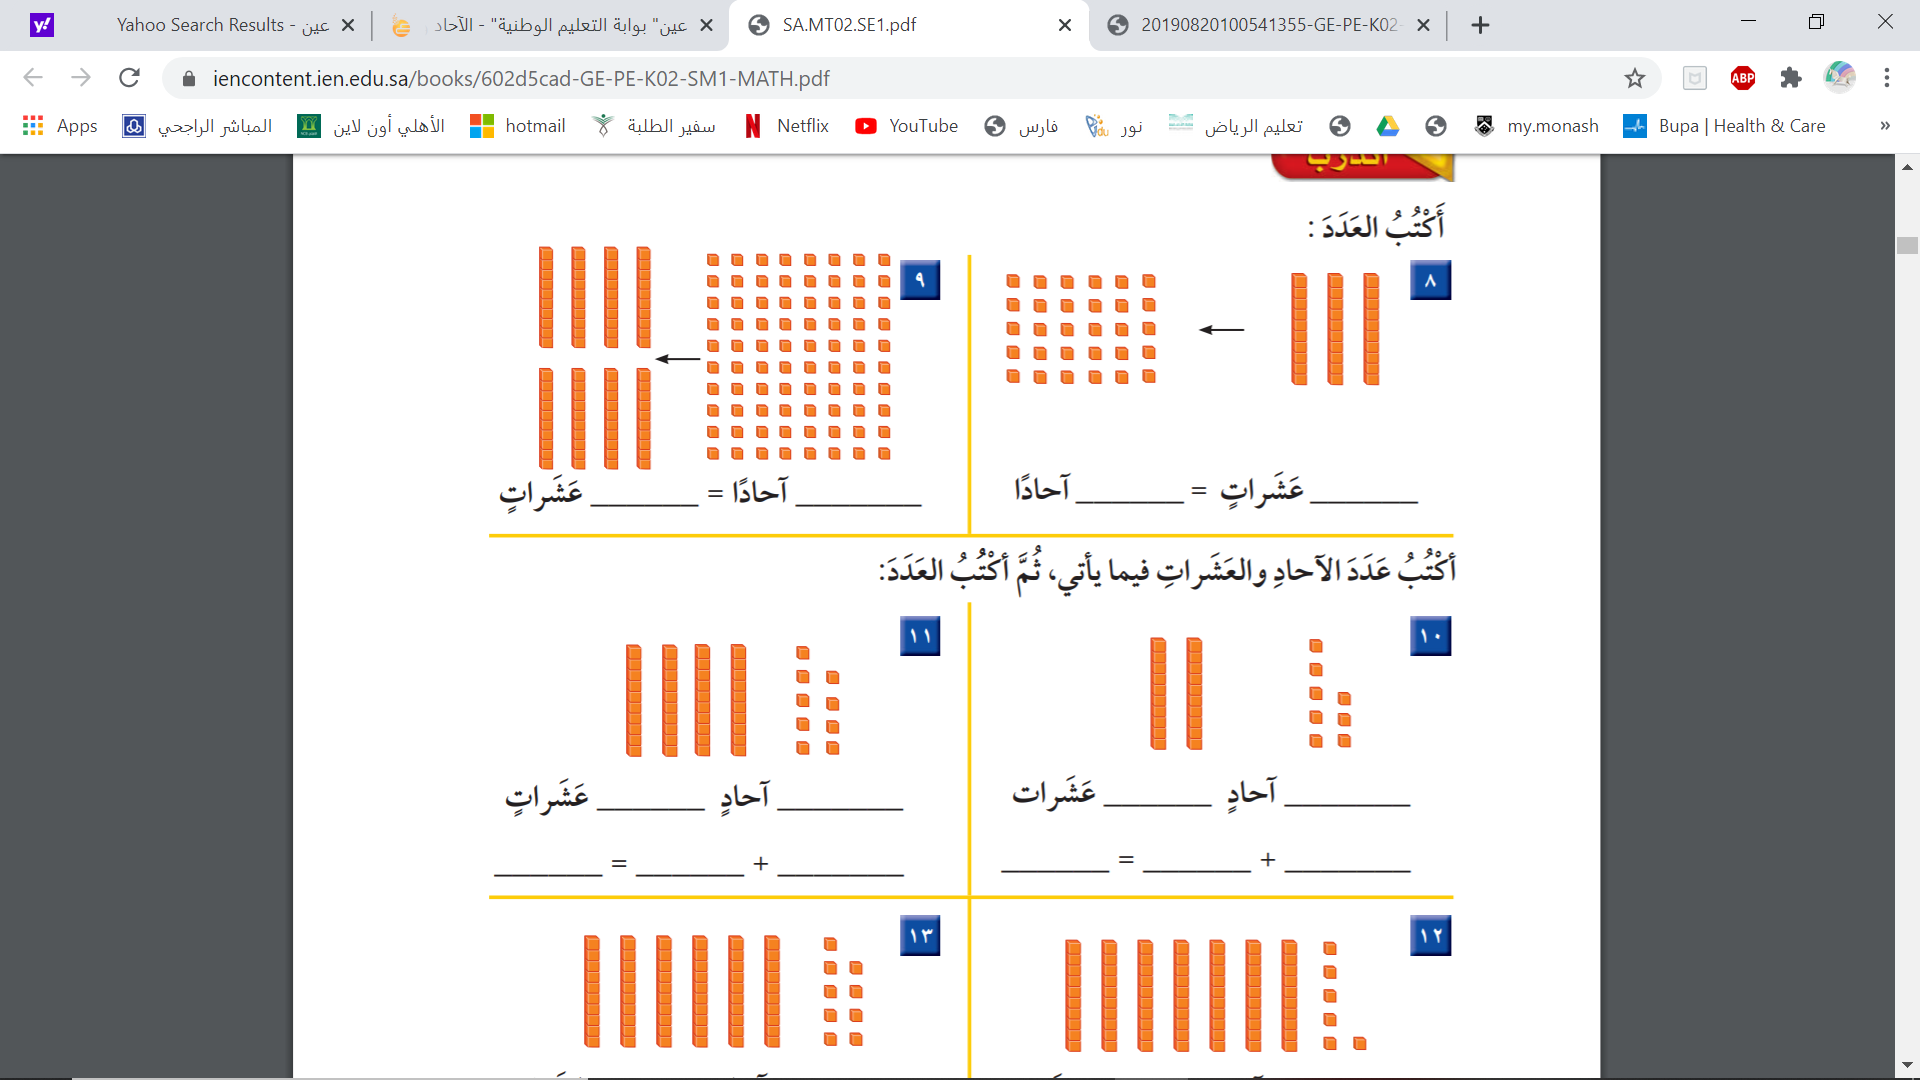 Yahoo Search Results - عين
عين" بوابة التعليم الوطنية" - الآحاد
SA.MT02.SE1.pdf
20190820100541355-GE-PE-K02-
iencontent.ien.edu.sa/books/602d5cad-GE-PE-K02-SM1-MATH.pdf
ABP
Apps المباشر الراجحي الأهلي أون لاين hotmail سفير الطلبة Netflix YouTube فارس نور تعليم الرياض my.monash Bupa | Health & Care »
أَكْتُبُ العَدَدَ :
٨
______ عَشَراتٍ = ______ آحادًا
٩
______ آحادًا = ______ عَشَراتٍ
أكْتُبُ عَدَدَ الآحادِ والعَشَراتِ فيما يأتي، ثُمَّ أكْتُبُ العَدَدَ:
١٠
______ آحادٍ ______ عَشَرات
______ + ______ = ______
١١
______ آحادٍ ______ عَشَراتٍ
______ + ______ = ______
١٢
١٣